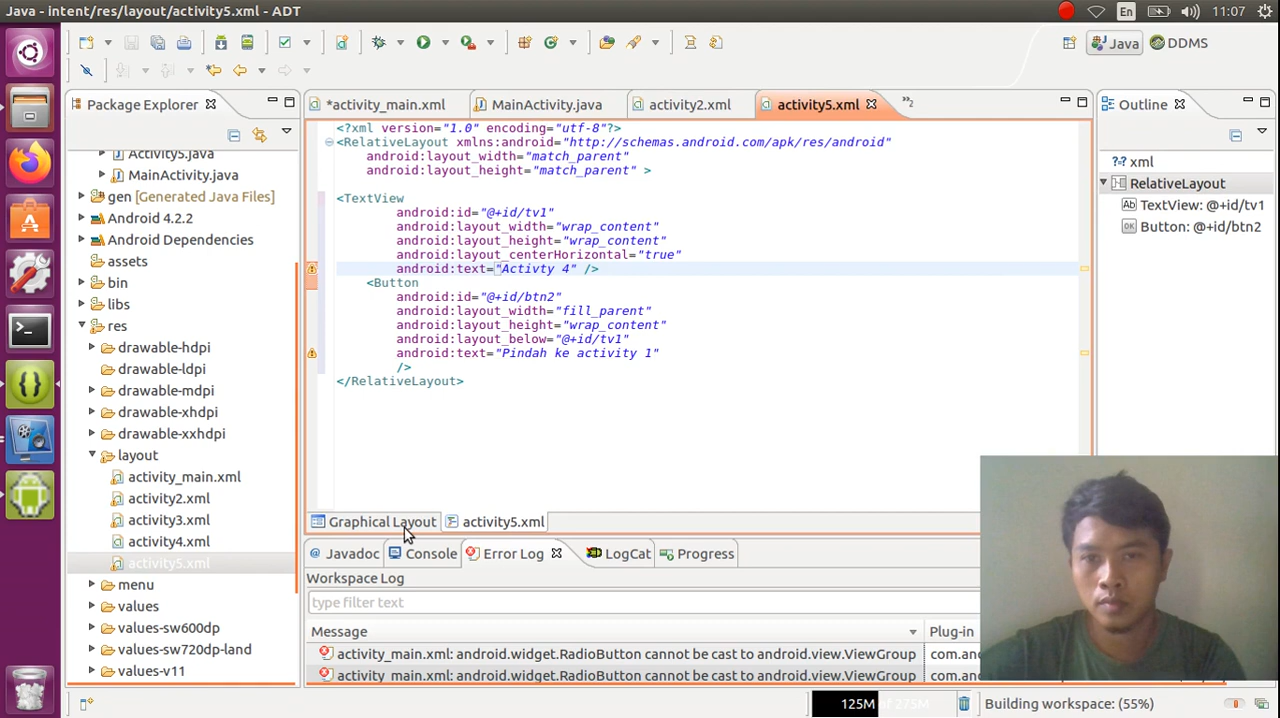 Java - intent/res/layout/activity5.xml - ADT
En
11:07
Java
DDMS
Package Explorer
*activity_main.xml
MainActivity.java
activity2.xml
activity5.xml
Outline
Activity5.java
MainActivity.java
gen [Generated Java Files]
Android 4.2.2
Android Dependencies
assets
bin
libs
res
drawable-hdpi
drawable-ldpi
drawable-mdpi
drawable-xhdpi
drawable-xxhdpi
layout
activity_main.xml
activity2.xml
activity3.xml
activity4.xml
activity5.xml
menu
values
values-sw600dp
values-sw720dp-land
values-v11
<?xml version="1.0" encoding="utf-8"?>
<RelativeLayout xmlns:android="http://schemas.android.com/apk/res/android"
android:layout_width="match_parent"
android:layout_height="match_parent" >
<TextView
android:id="@+id/tv1"
android:layout_width="wrap_content"
android:layout_height="wrap_content"
android:layout_centerHorizontal="true"
android:text="Activty 4" />
<Button
android:id="@+id/btn2"
android:layout_width="fill_parent"
android:layout_height="wrap_content"
android:layout_below="@+id/tv1"
android:text="Pindah ke activity 1"
/>
</RelativeLayout>
xml
RelativeLayout
Ab TextView: @+id/tv1
OK Button: @+id/btn2
Graphical Layout
activity5.xml
@ Javadoc
Console
Error Log
LogCat
Progress
Workspace Log
type filter text
Message
Plug-in
activity_main.xml: android.widget.RadioButton cannot be cast to android.view.ViewGroup
com.an
activity_main.xml: android.widget.RadioButton cannot be cast to android.view.ViewGroup
com.an
125M of 275M
Building workspace: (55%)